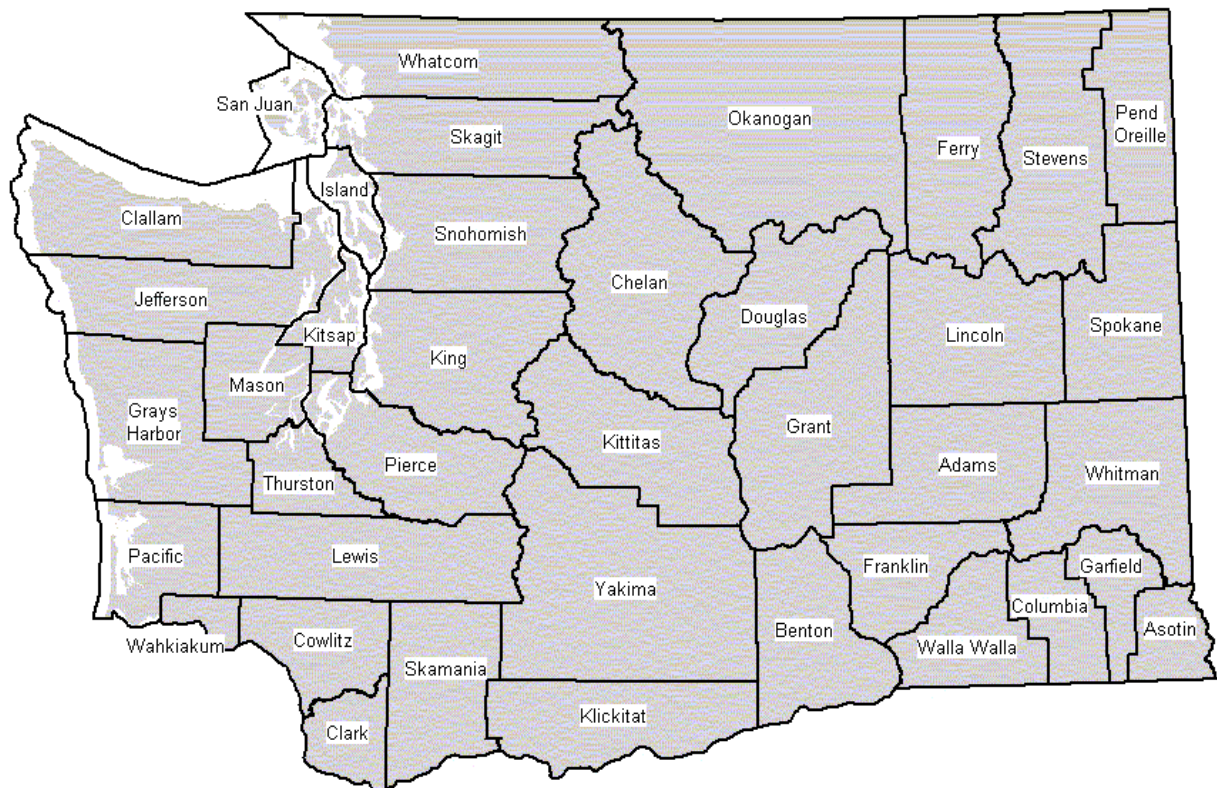 Whatcom
San Juan
Skagit
Okanogan
Ferry
Stevens
Pend
Oreille
Island
Clallam
Snohomish
Chelan
Jefferson
Kitsap
King
Douglas
Lincoln
Spokane
Mason
Grays
Harbor
Kittitas
Grant
Pierce
Thurston
Adams
Whitman
Pacific
Lewis
Yakima
Franklin
Garfield
Columbia
Wahkiakum
Cowlitz
Skamania
Benton
Walla Walla
Asotin
Clark
Klickitat